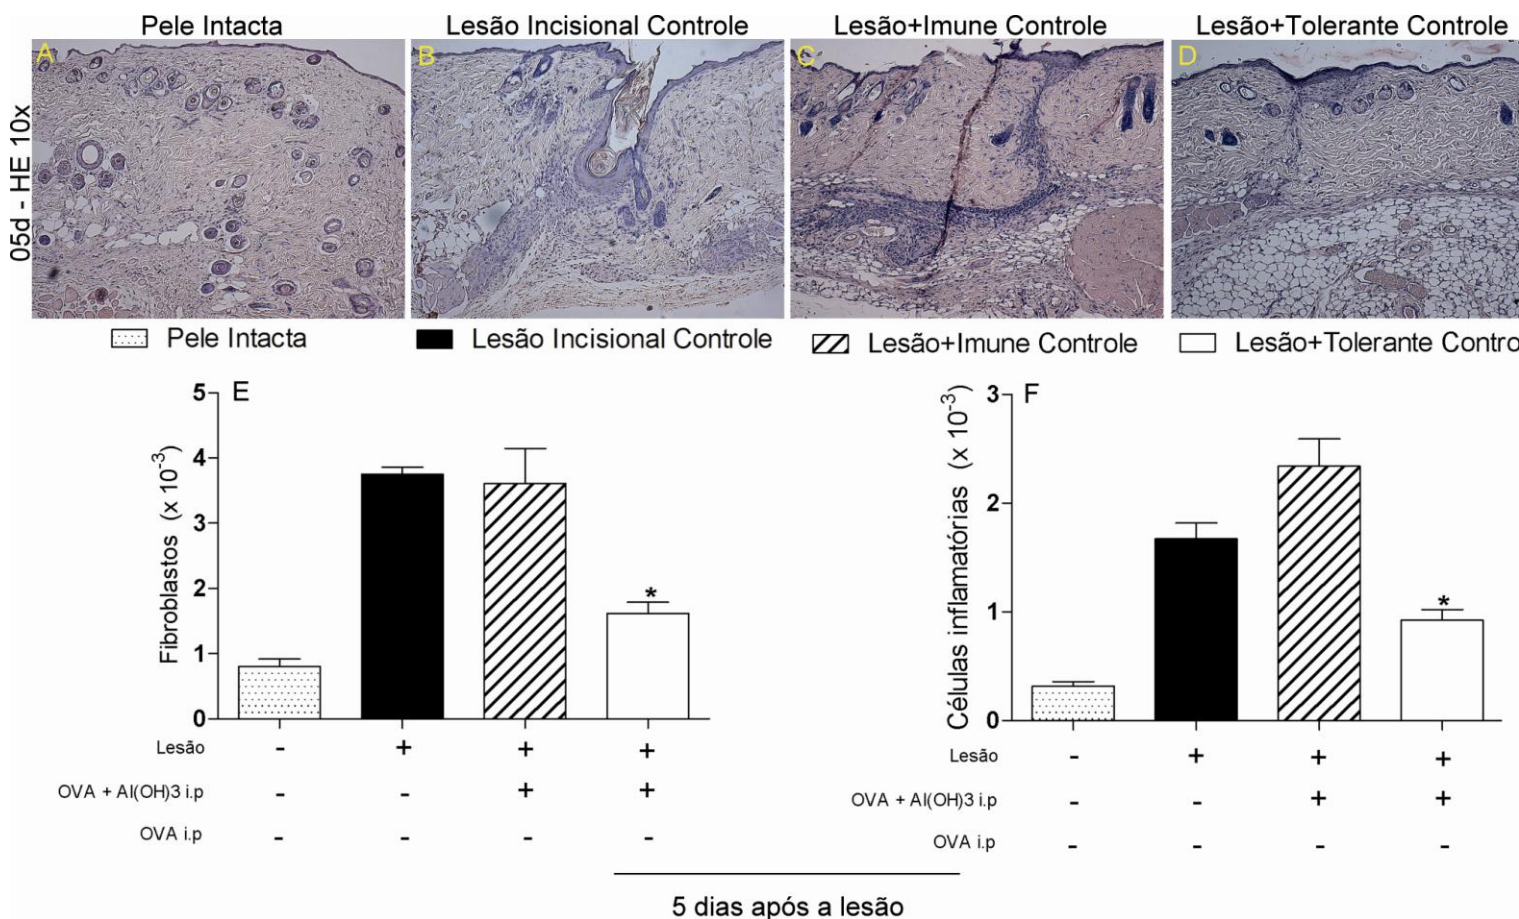 Pele Intacta
Lesão Incisional Controle
Lesão+Imune Controle
Lesão+Tolerante Controle
05d - HE 10x
A
B
C
D
Pele Intacta
Lesão Incisional Controle
Lesão+Imune Controle
Lesão+Tolerante Contro
E
Fibroblastos (x 10⁻³)
5
4
3
2
1
0
*
Lesão - + + +
OVA + Al(OH)3 i.p - - + +
OVA i.p - - - -
F
Células inflamatórias (x 10⁻³)
3
2
1
0
*
Lesão - + + +
OVA + Al(OH)3 i.p - - + +
OVA i.p - - - -
5 dias após a lesão